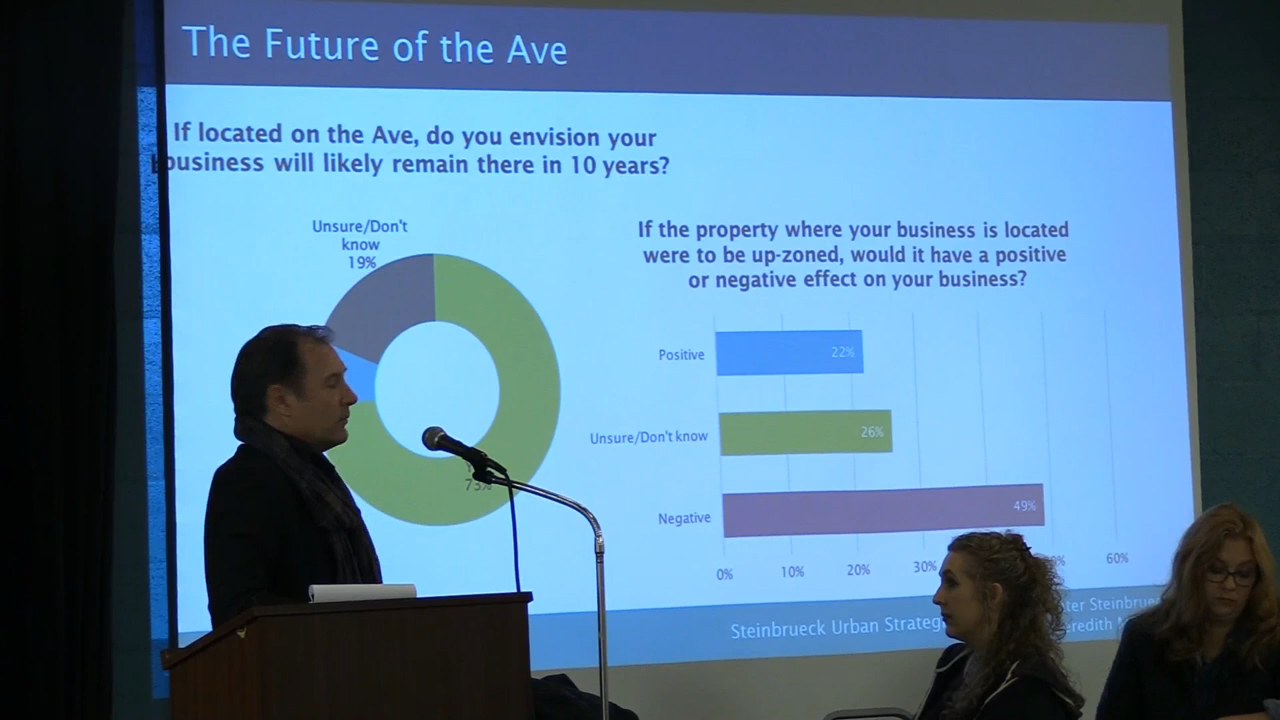 The Future of the Ave
If located on the Ave, do you envision your
business will likely remain there in 10 years?
Unsure/Don't
know
19%
73%
If the property where your business is located
were to be up-zoned, would it have a positive
or negative effect on your business?
Positive
22%
Unsure/Don't know
26%
Negative
49%
0%
10%
20%
30%
60%
Steinbrueck Urban